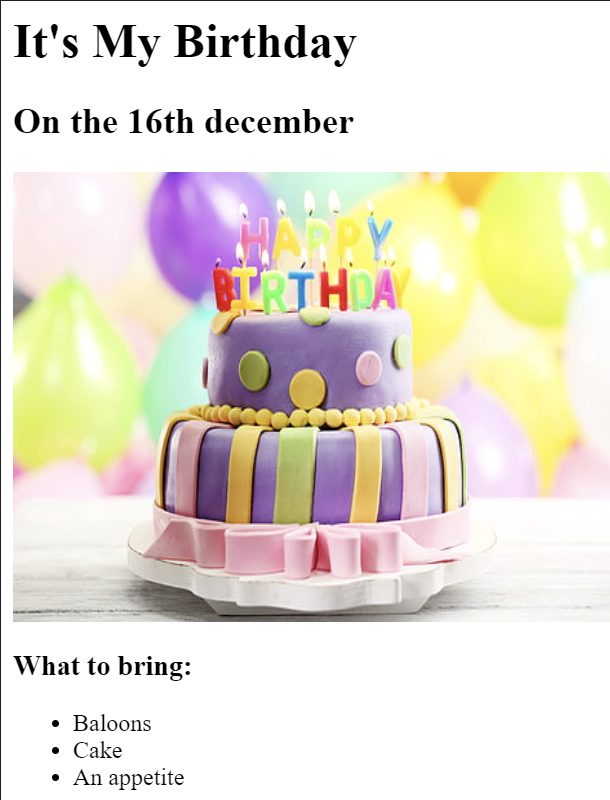 It's My Birthday
On the 16th december
HAPPY
BIRTHDAY
What to bring:
Baloons
Cake
An appetite